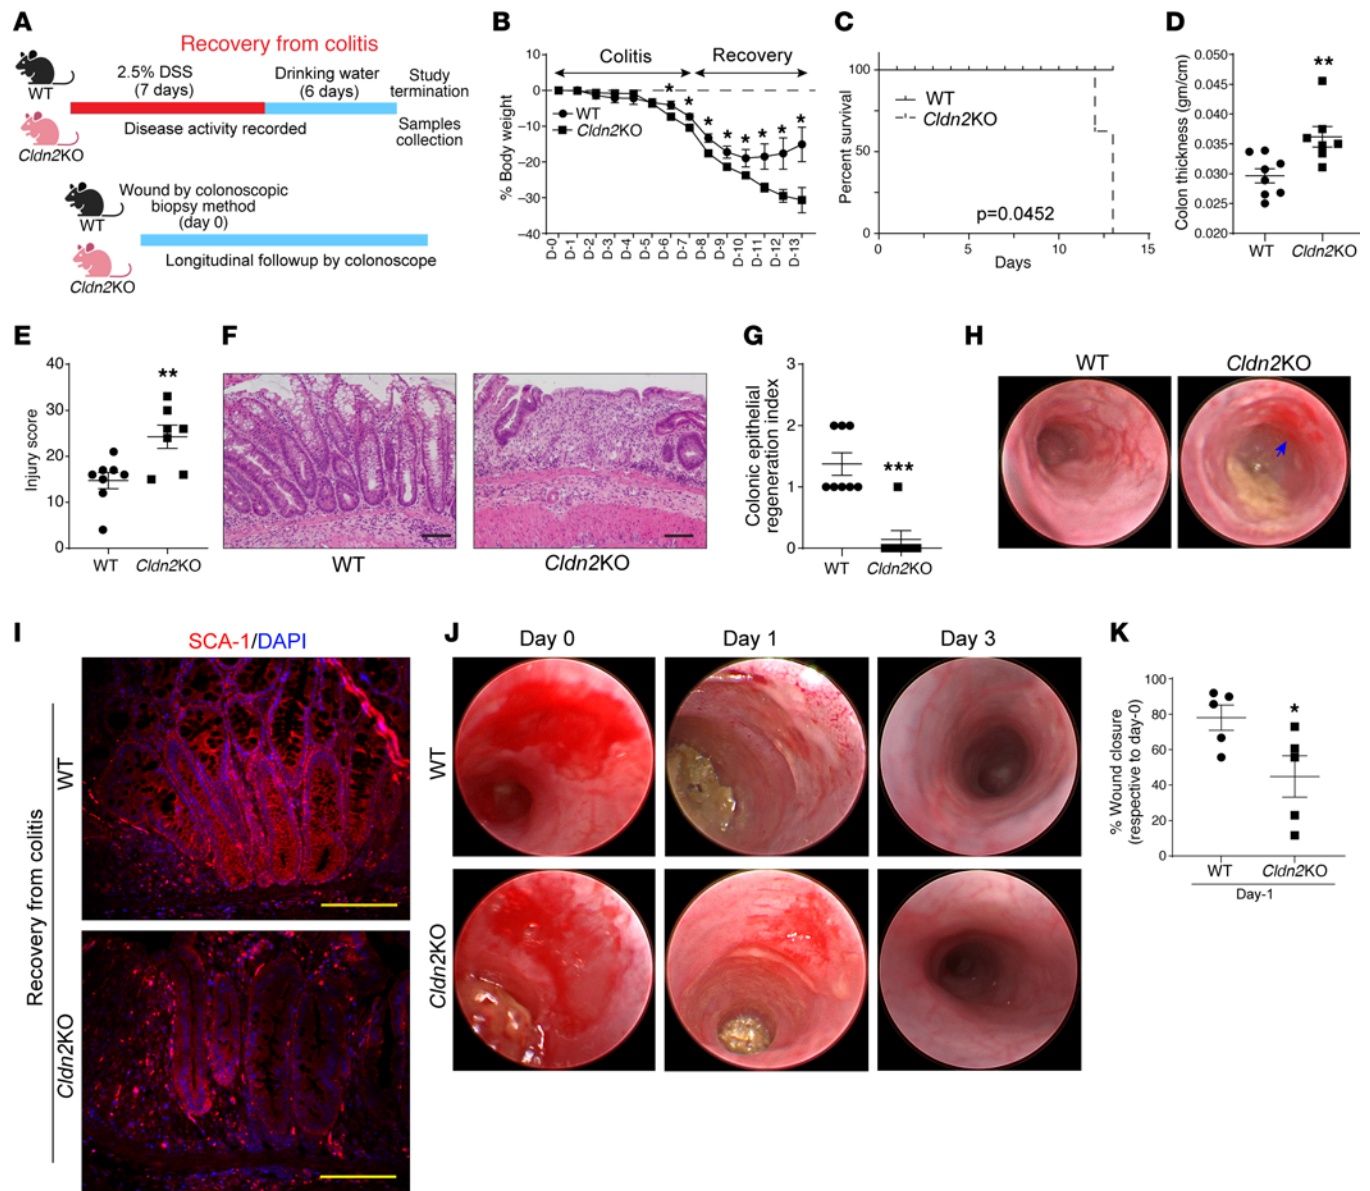 A
Recovery from colitis
WT
2.5% DSS
(7 days)
Drinking water
(6 days)
Study
termination
Cldn2KO
Disease activity recorded
Samples
collection
WT
Wound by colonoscopic
biopsy method
(day 0)
Cldn2KO
Longitudinal followup by colonoscope
B
Colitis
Recovery
% Body weight
10
0
-10
-20
-30
-40
WT
Cldn2KO
* * * * * * * *
D-0
D-1
D-2
D-3
D-4
D-5
D-6
D-7
D-8
D-9
D-10
D-11
D-12
D-13
C
Percent survival
100
50
0
WT
Cldn2KO
p=0.0452
0 5 10 15
Days
D
Colon thickness (gm/cm)
0.050
0.045
0.040
0.035
0.030
0.025
0.020
**
WT Cldn2KO
E
Injury score
40
30
20
10
0
**
WT Cldn2KO
F
WT
Cldn2KO
G
Colonic epithelial
regeneration index
3
2
1
0
***
WT Cldn2KO
H
WT
Cldn2KO
I
SCA-1/DAPI
Recovery from colitis
WT
Cldn2KO
J
Day 0
Day 1
Day 3
WT
Cldn2KO
K
% Wound closure
(respective to day-0)
100
80
60
40
20
0
*
WT Cldn2KO
Day-1